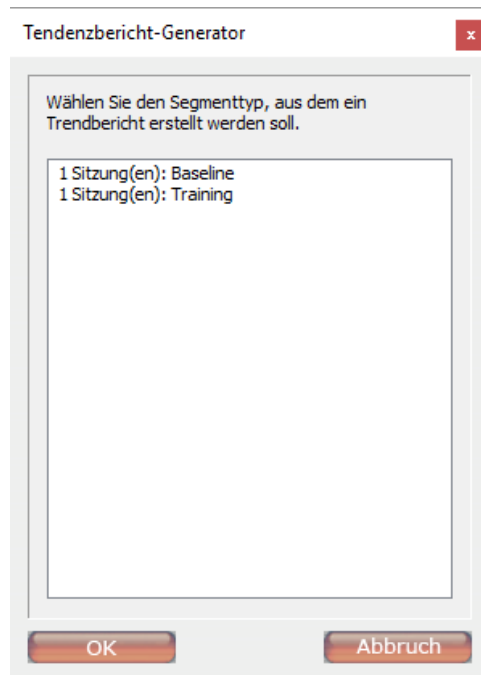 Tendenzbericht-Generator
x
Wählen Sie den Segmenttyp, aus dem ein
Trendbericht erstellt werden soll.
1 Sitzung(en): Baseline
1 Sitzung(en): Training
OK
Abbruch